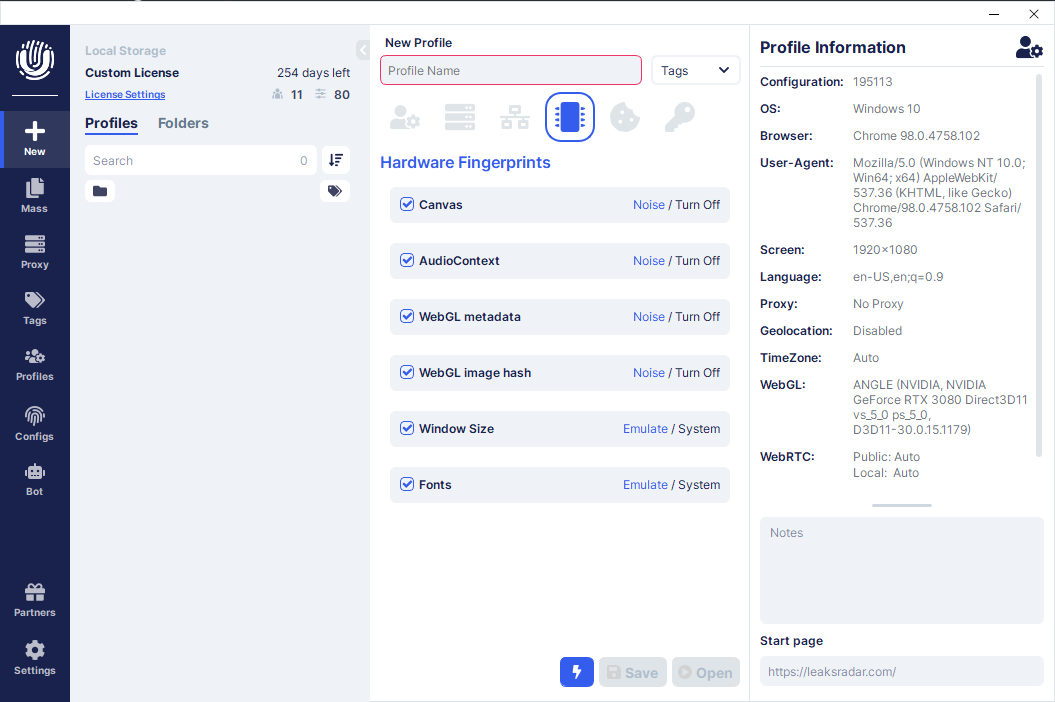 New
Mass
Proxy
Tags
Profiles
Configs
Bot
Partners
Settings
Local Storage
Custom License 254 days left
License Settings 11 80
Profiles Folders
Search 0
New Profile
Profile Name Tags
Hardware Fingerprints
Canvas Noise / Turn Off
AudioContext Noise / Turn Off
WebGL metadata Noise / Turn Off
WebGL image hash Noise / Turn Off
Window Size Emulate / System
Fonts Emulate / System
Save Open
Profile Information
Configuration: 195113
OS: Windows 10
Browser: Chrome 98.0.4758.102
User-Agent: Mozilla/5.0 (Windows NT 10.0;
Win64; x64) AppleWebKit/
537.36 (KHTML, like Gecko)
Chrome/98.0.4758.102 Safari/
537.36
Screen: 1920×1080
Language: en-US,en;q=0.9
Proxy: No Proxy
Geolocation: Disabled
TimeZone: Auto
WebGL: ANGLE (NVIDIA, NVIDIA
GeForce RTX 3080 Direct3D11
vs_5_0 ps_5_0,
D3D11-30.0.15.1179)
WebRTC: Public: Auto
Local: Auto
Notes
Start page
https://leaksradar.com/